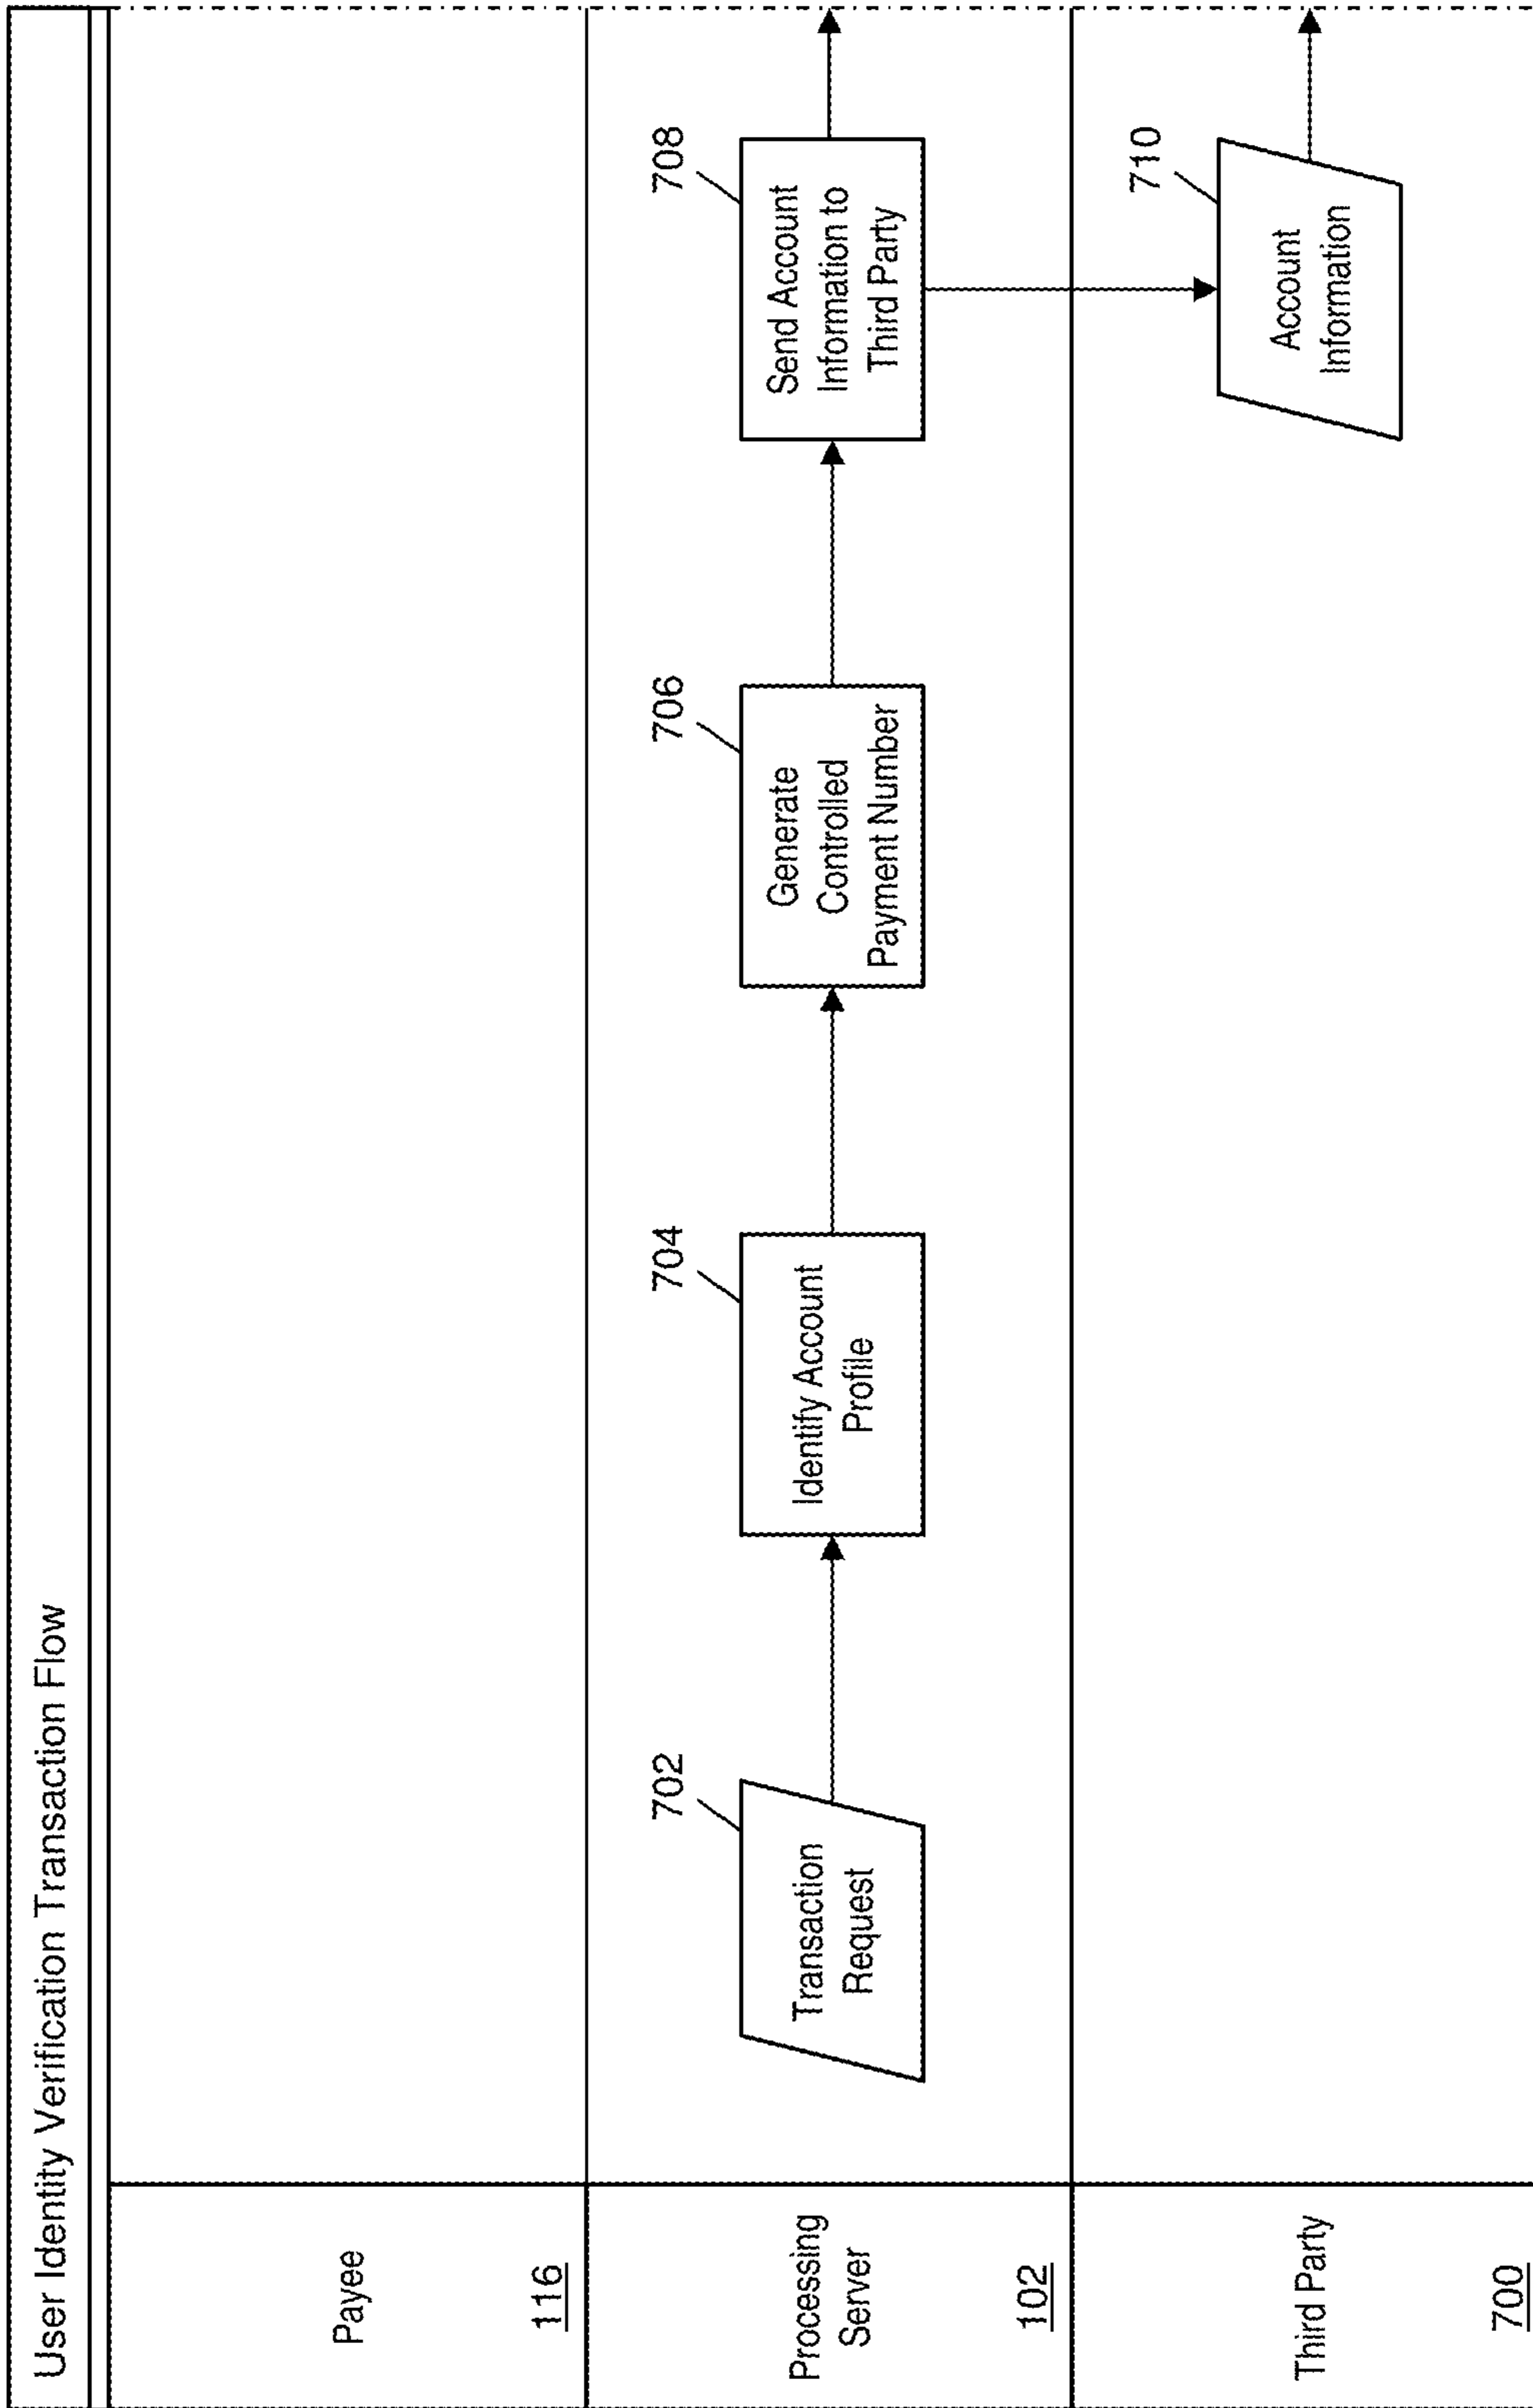 User Identity Verification Transaction Flow
Payee
116
Processing
Server
102
702
Transaction
Request
704
Identify Account
Profile
706
Generate
Controlled
Payment Number
708
Send Account
Information to
Third Party
Third Party
700
710
Account
Information